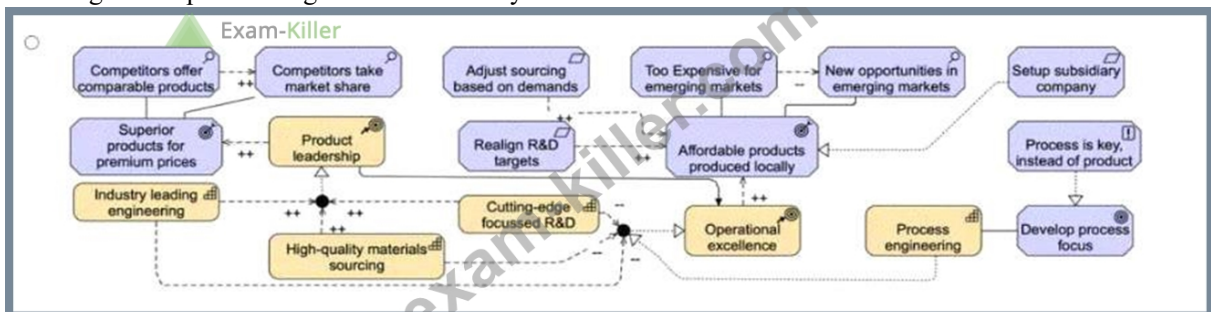 Exam-Killer
Competitors offer
comparable products
++
Competitors take
market share
Adjust sourcing
based on demands
Too Expensive for
emerging markets
--
New opportunities in
emerging markets
Setup subsidiary
company
Superior
products for
premium prices
++
Product
leadership
Realign R&D
targets
++
++
Affordable products
produced locally
Process is key,
instead of product
Industry leading
engineering
++
++
Cutting-edge
focussed R&D
--
++
Operational
excellence
Process
engineering
Develop process
focus
High-quality materials
sourcing
--
--
exam-killer.com